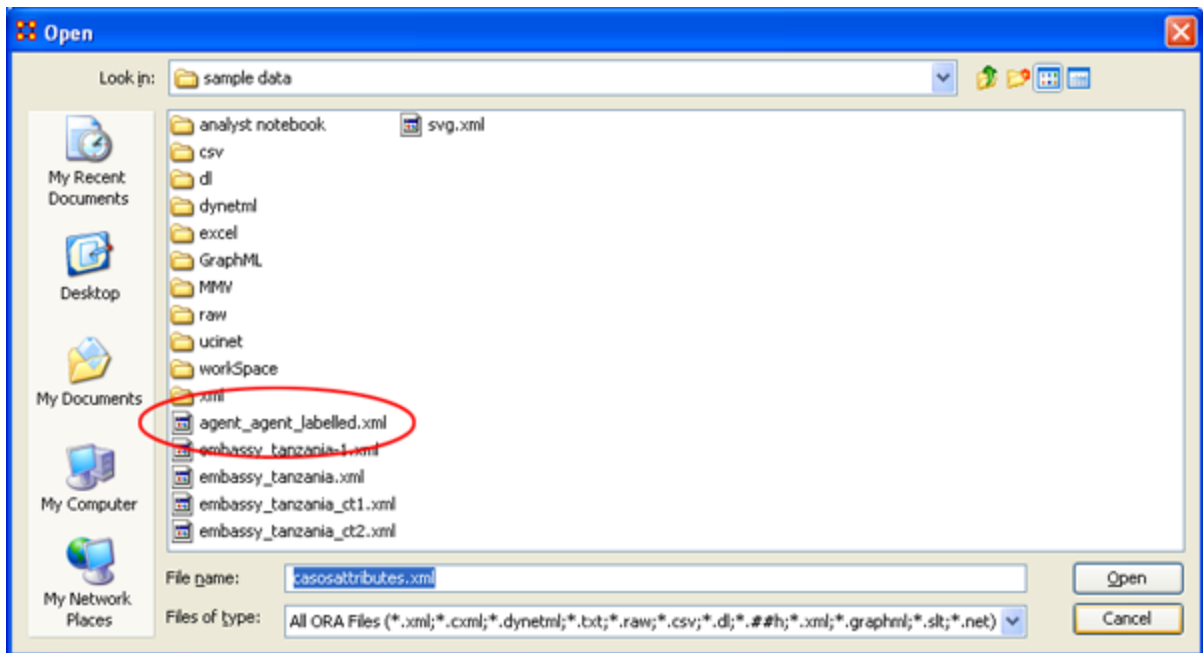 Open
Look in: sample data
My Recent Documents
Desktop
My Documents
My Computer
My Network Places
analyst notebook
csv
dl
dynetml
excel
GraphML
MMV
raw
ucinet
workSpace
xml
agent_agent_labelled.xml
embassy_tanzania-1.xml
embassy_tanzania.xml
embassy_tanzania_ct1.xml
embassy_tanzania_ct2.xml
svg.xml
File name: casosattributes.xml Open
Files of type: All ORA Files (*.xml;*.cxml;*.dynetml;*.txt;*.raw;*.csv;*.dl;*.##h;*.xml;*.graphml;*.slt;*.net) Cancel